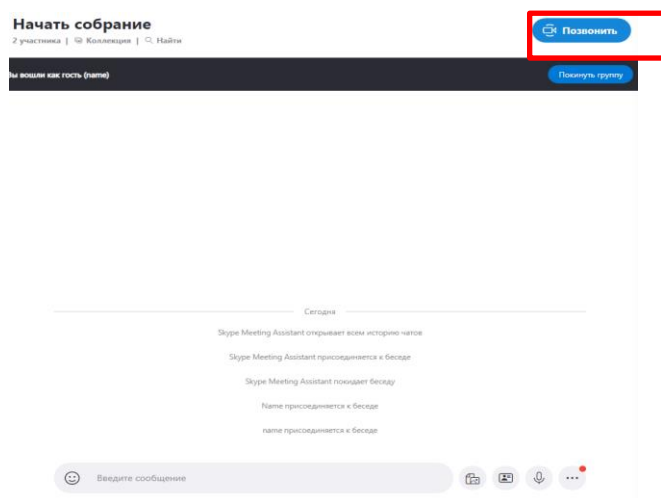 Начать собрание
Позвонить
2 участника | Коллекция | Найти
Вы вошли как гость (name)
Покинуть группу
Сегодня
Skype Meeting Assistant открывает всем историю чатов
Skype Meeting Assistant присоединяется к беседе
Skype Meeting Assistant покидает беседу
Name присоединяется к беседе
name присоединяется к беседе
Введите сообщение